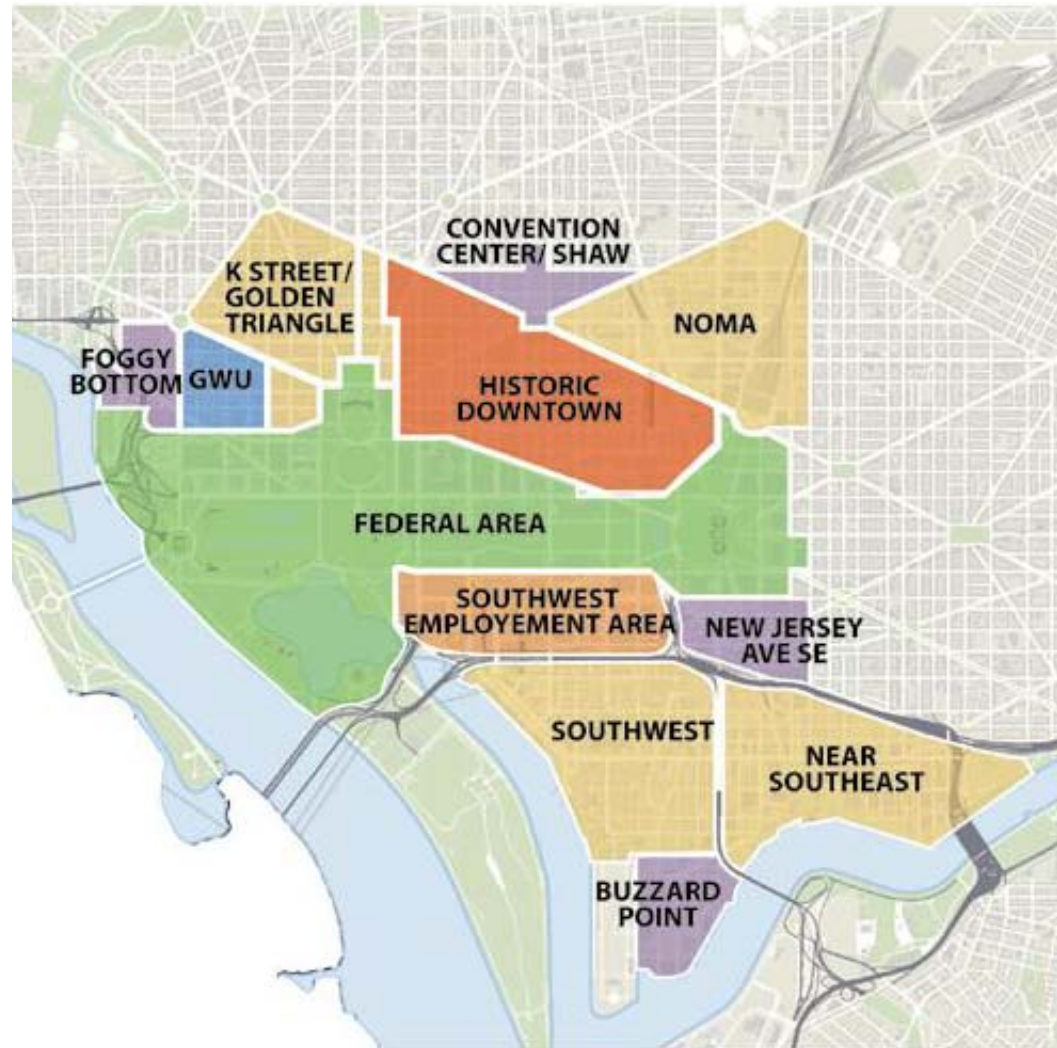 CONVENTION
CENTER/ SHAW
K STREET/
GOLDEN
TRIANGLE
NOMA
FOGGY
BOTTOM
GWU
HISTORIC
DOWNTOWN
FEDERAL AREA
SOUTHWEST
EMPLOYEMENT AREA
NEW JERSEY
AVE SE
SOUTHWEST
NEAR
SOUTHEAST
BUZZARD
POINT